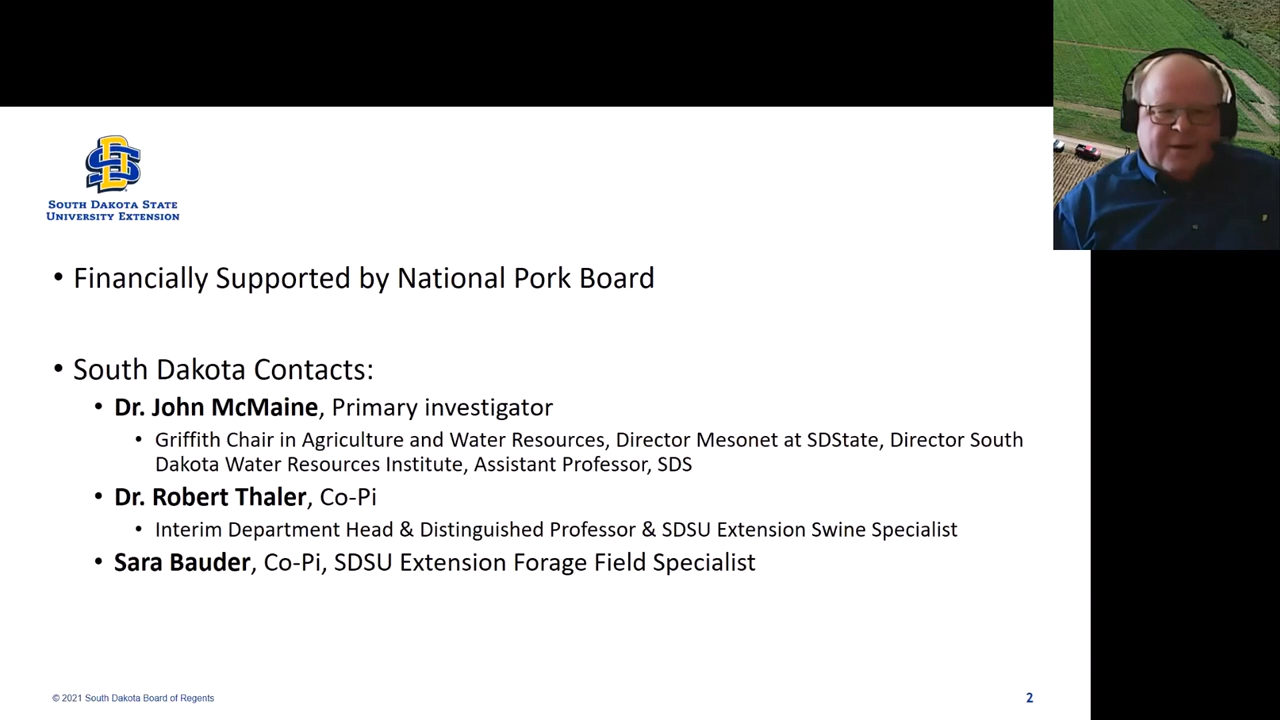 SOUTH DAKOTA STATE
UNIVERSITY EXTENSION
• Financially Supported by National Pork Board
• South Dakota Contacts:
• Dr. John McMaine, Primary investigator
• Griffith Chair in Agriculture and Water Resources, Director Mesonet at SDState, Director South
Dakota Water Resources Institute, Assistant Professor, SDS
• Dr. Robert Thaler, Co-Pi
• Interim Department Head & Distinguished Professor & SDSU Extension Swine Specialist
• Sara Bauder, Co-Pi, SDSU Extension Forage Field Specialist
© 2021 South Dakota Board of Regents
2